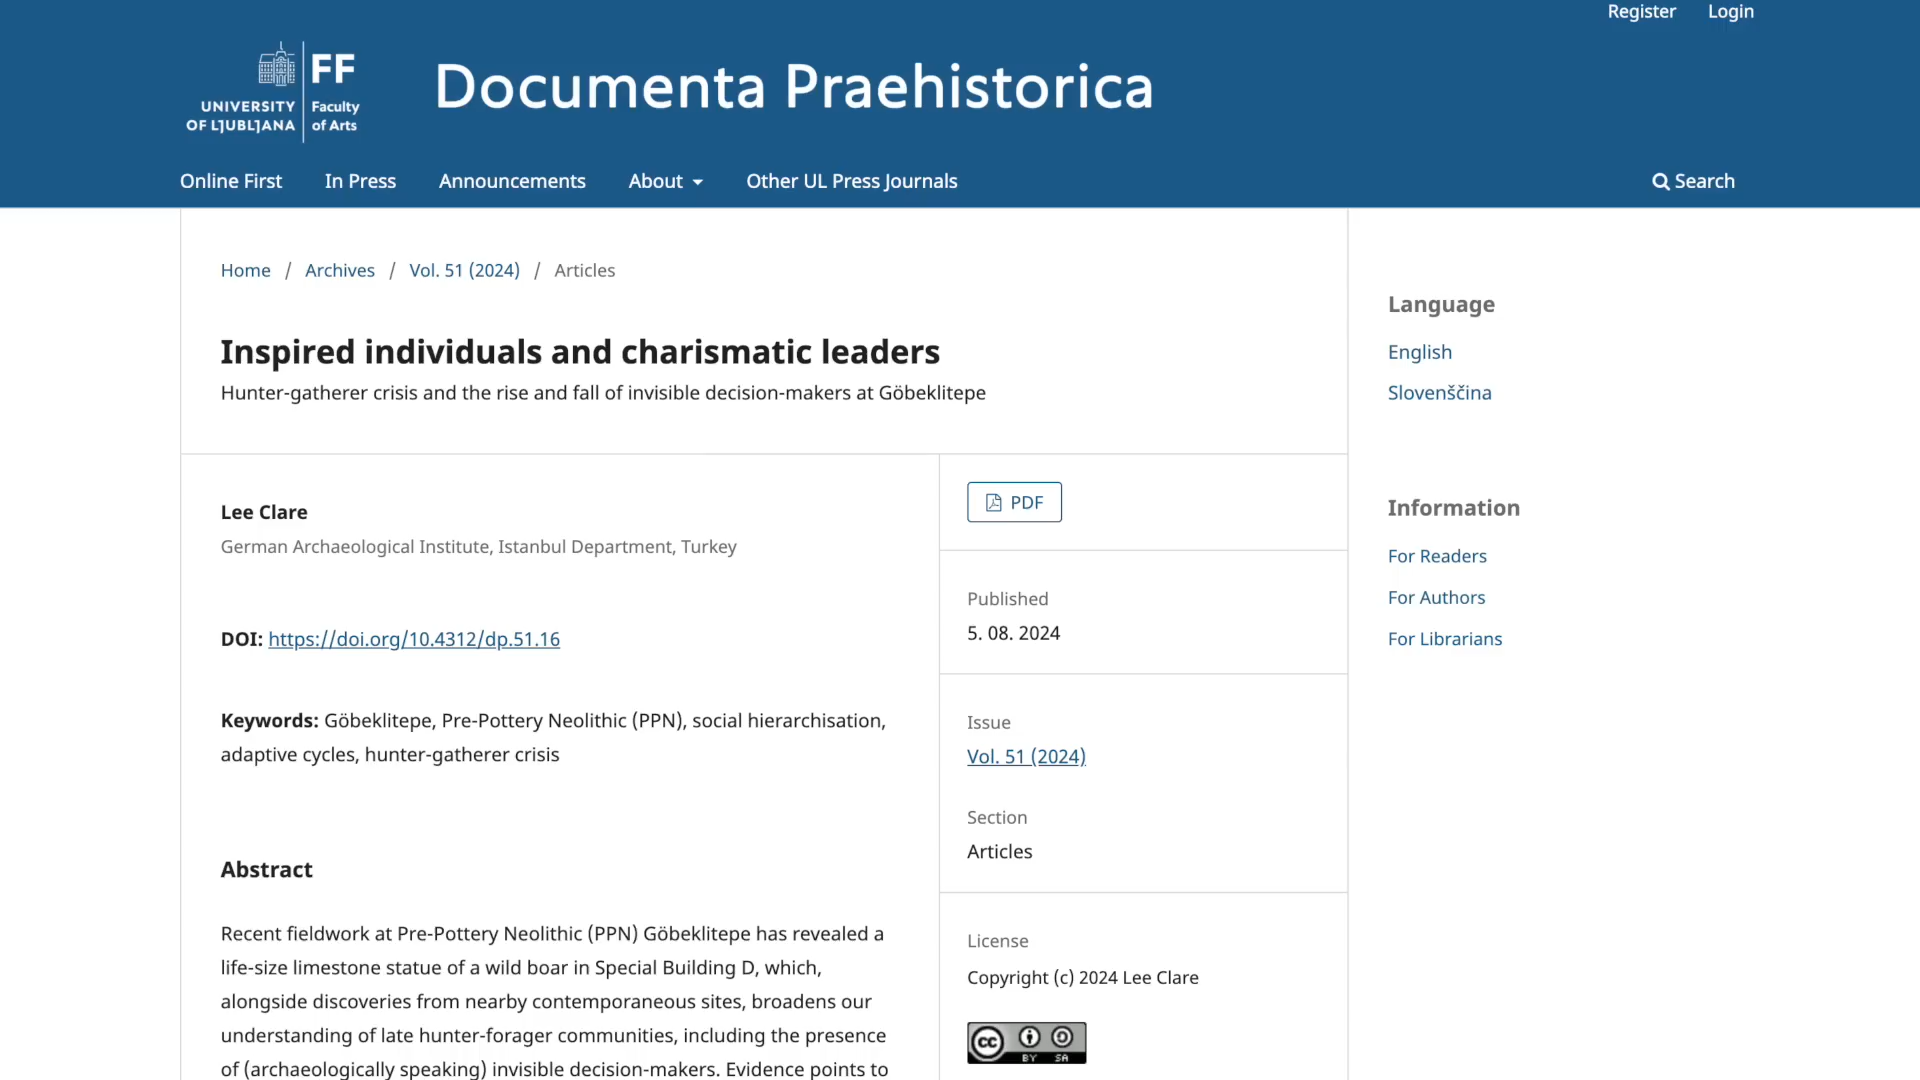 Register Login
UNIVERSITY OF LJUBLJANA
FF Faculty of Arts
Documenta Praehistorica
Online First In Press Announcements About Other UL Press Journals Search
Home / Archives / Vol. 51 (2024) / Articles
Inspired individuals and charismatic leaders
Hunter-gatherer crisis and the rise and fall of invisible decision-makers at Göbeklitepe
Lee Clare
German Archaeological Institute, Istanbul Department, Turkey
DOI: https://doi.org/10.4312/dp.51.16
Keywords: Göbeklitepe, Pre-Pottery Neolithic (PPN), social hierarchisation,
adaptive cycles, hunter-gatherer crisis
Abstract
Recent fieldwork at Pre-Pottery Neolithic (PPN) Göbeklitepe has revealed a
life-size limestone statue of a wild boar in Special Building D, which,
alongside discoveries from nearby contemporaneous sites, broadens our
understanding of late hunter-forager communities, including the presence
of (archaeologically speaking) invisible decision-makers. Evidence points to
PDF
Published
5. 08. 2024
Issue
Vol. 51 (2024)
Section
Articles
License
Copyright (c) 2024 Lee Clare
cc BY SA
Language
English
Slovenščina
Information
For Readers
For Authors
For Librarians